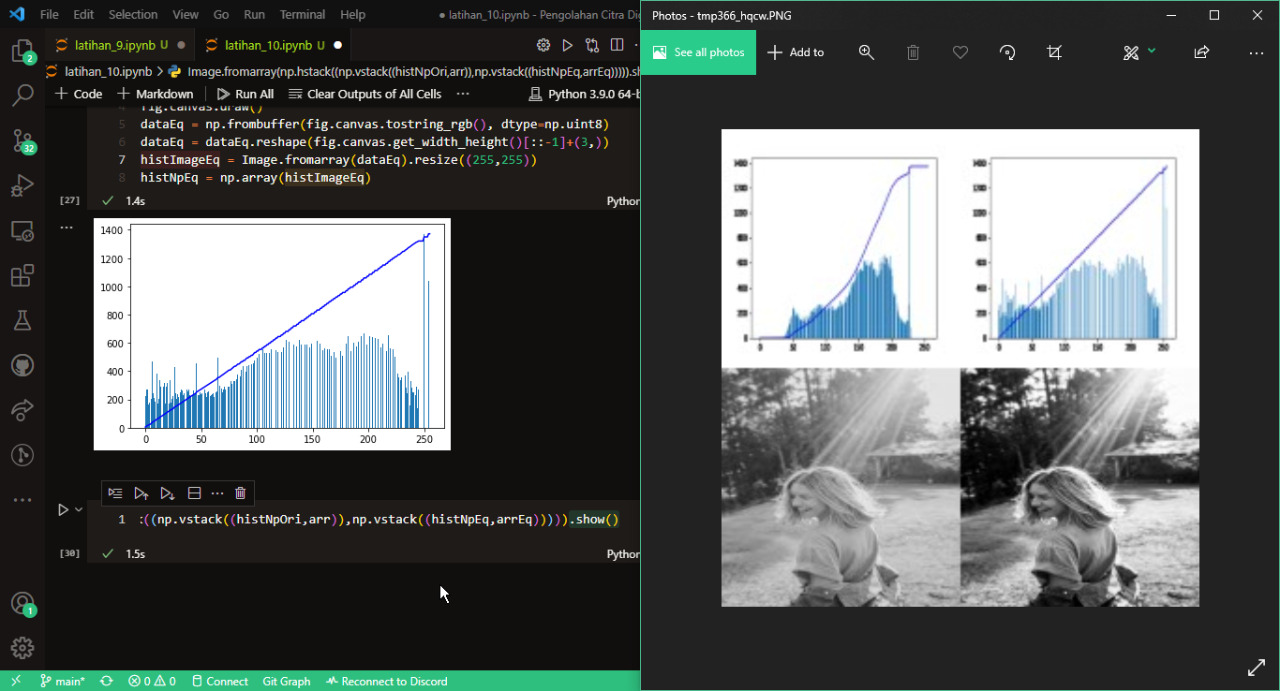 File Edit Selection View Go Run Terminal Help
● latihan_10.ipynb - Pengolahan Citra Dig
latihan_9.ipynb U ●
latihan_10.ipynb U ●
latihan_10.ipynb > Image.fromarray(np.hstack((np.vstack((histNpOri,arr)),np.vstack((histNpEq,arrEq))))).sh
+ Code + Markdown Run All Clear Outputs of All Cells ··· Python 3.9.0 64-b
4 fig.canvas.draw()
5 dataEq = np.frombuffer(fig.canvas.tostring_rgb(), dtype=np.uint8)
6 dataEq = dataEq.reshape(fig.canvas.get_width_height()[::-1]+(3,))
7 histImageEq = Image.fromarray(dataEq).resize((255,255))
8 histNpEq = np.array(histImageEq)
[27] ✓ 1.4s Python
1400
1200
1000
800
600
400
200
0
0 50 100 150 200 250
1 :((np.vstack((histNpOri,arr)),np.vstack((histNpEq,arrEq))))).show()
[30] ✓ 1.5s Python
2
32
1
main* 0 0 Connect Git Graph Reconnect to Discord
Photos - tmp366_hqcw.PNG
See all photos + Add to
1400
1200
1000
800
600
400
200
0
0 50 100 150 200 250
1400
1200
1000
800
600
400
200
0
0 50 100 150 200 250